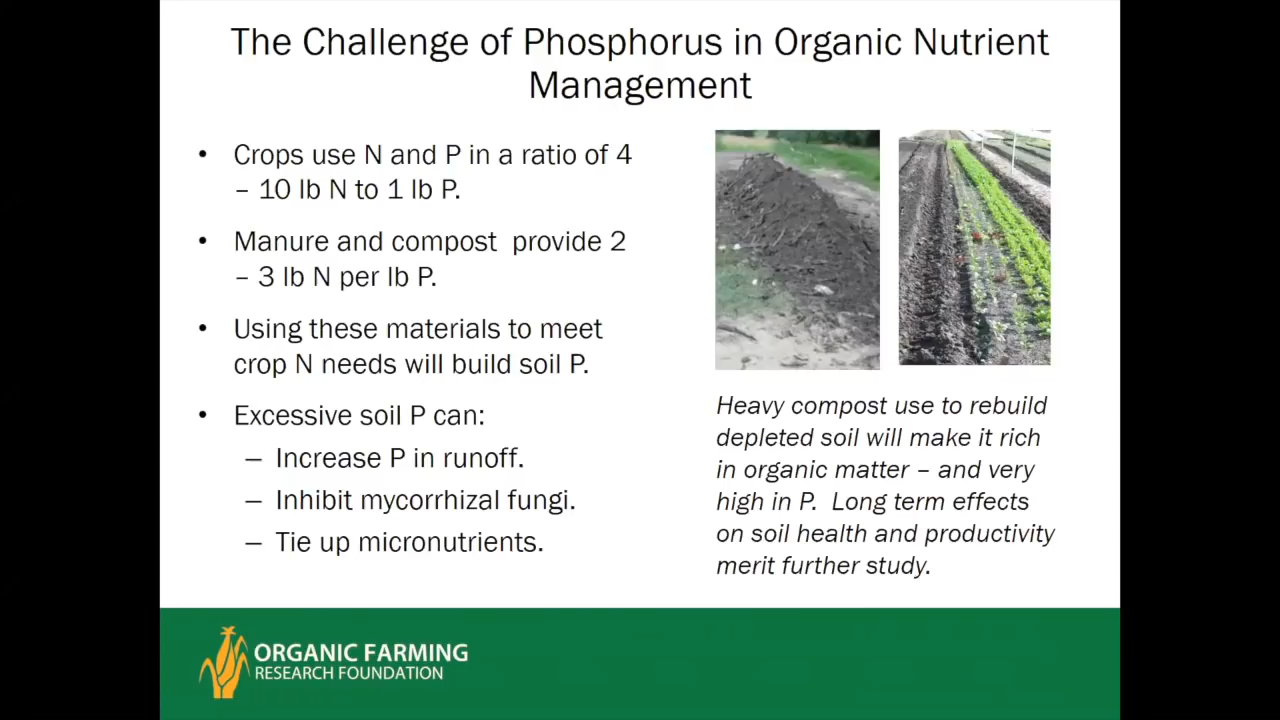 The Challenge of Phosphorus in Organic Nutrient
Management
• Crops use N and P in a ratio of 4
– 10 lb N to 1 lb P.
• Manure and compost  provide 2
– 3 lb N per lb P.
• Using these materials to meet
crop N needs will build soil P.
• Excessive soil P can:
– Increase P in runoff.
– Inhibit mycorrhizal fungi.
– Tie up micronutrients.
Heavy compost use to rebuild
depleted soil will make it rich
in organic matter – and very
high in P.  Long term effects
on soil health and productivity
merit further study.
ORGANIC FARMING
RESEARCH FOUNDATION